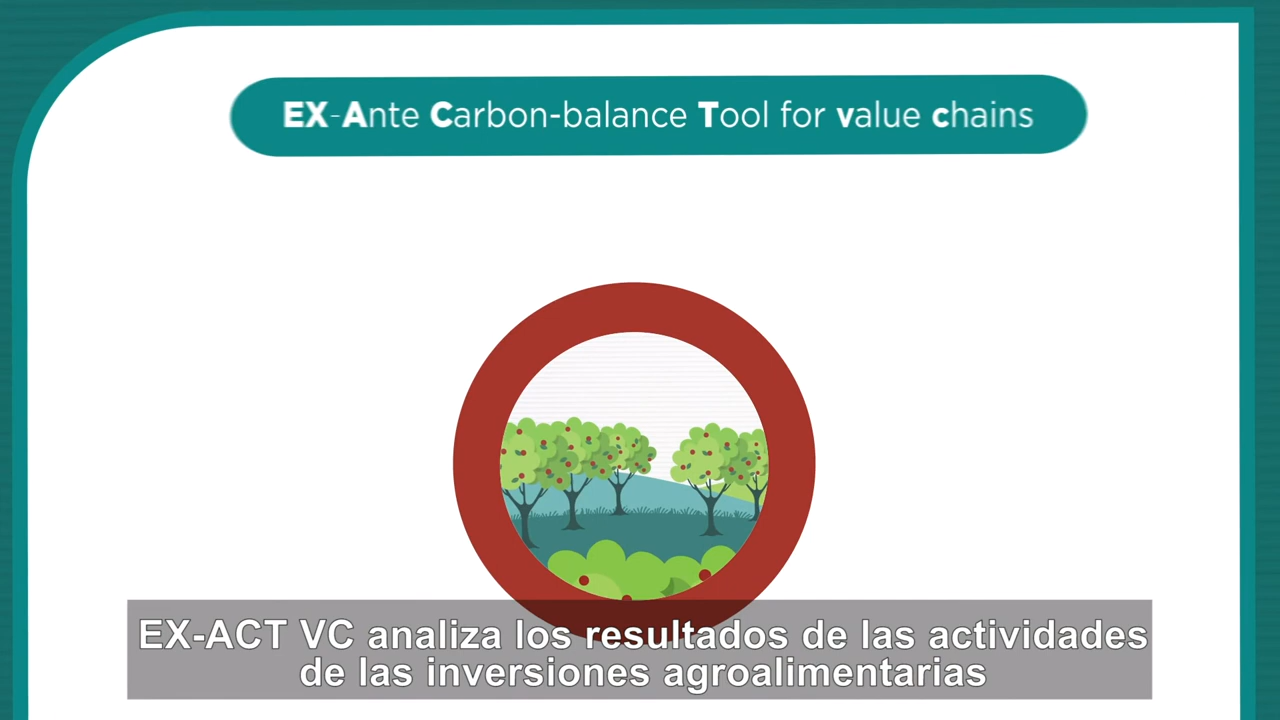 EX-Ante Carbon-balance Tool for value chains
EX-ACT VC analiza los resultados de las actividades
de las inversiones agroalimentarias